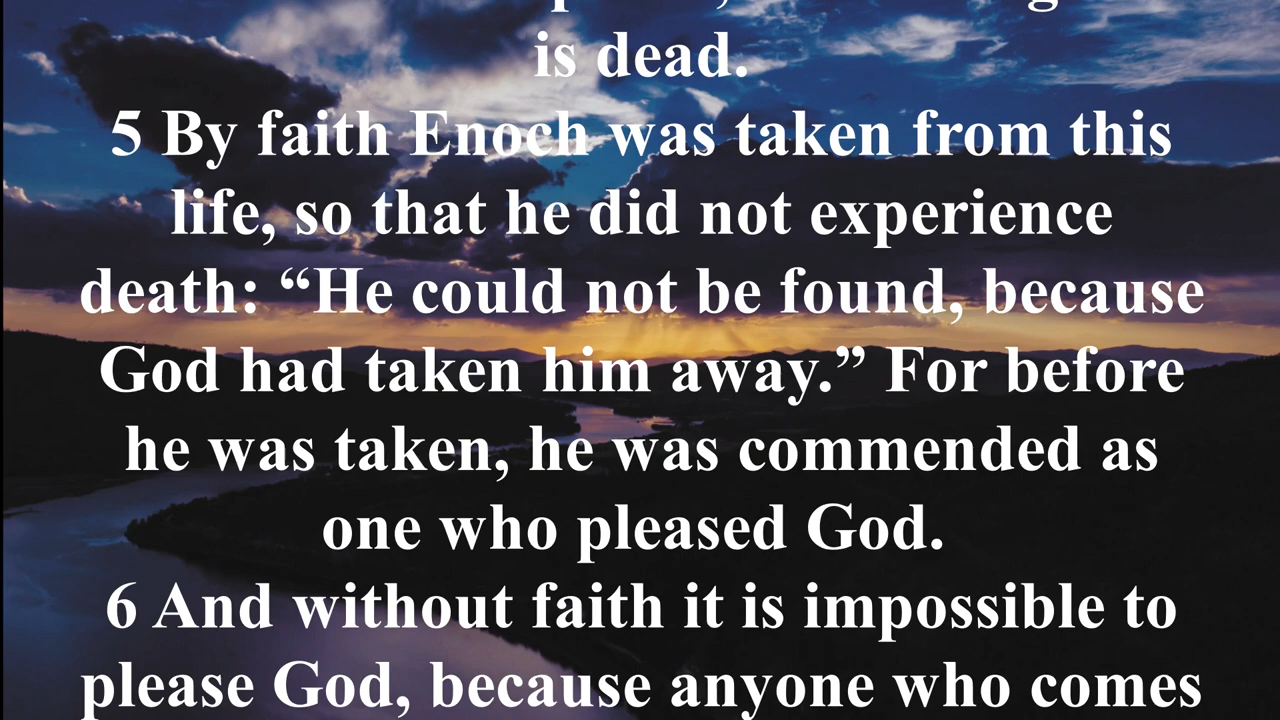 is dead.
5 By faith Enoch was taken from this
life, so that he did not experience
death: “He could not be found, because
God had taken him away.” For before
he was taken, he was commended as
one who pleased God.
6 And without faith it is impossible to
please God, because anyone who comes